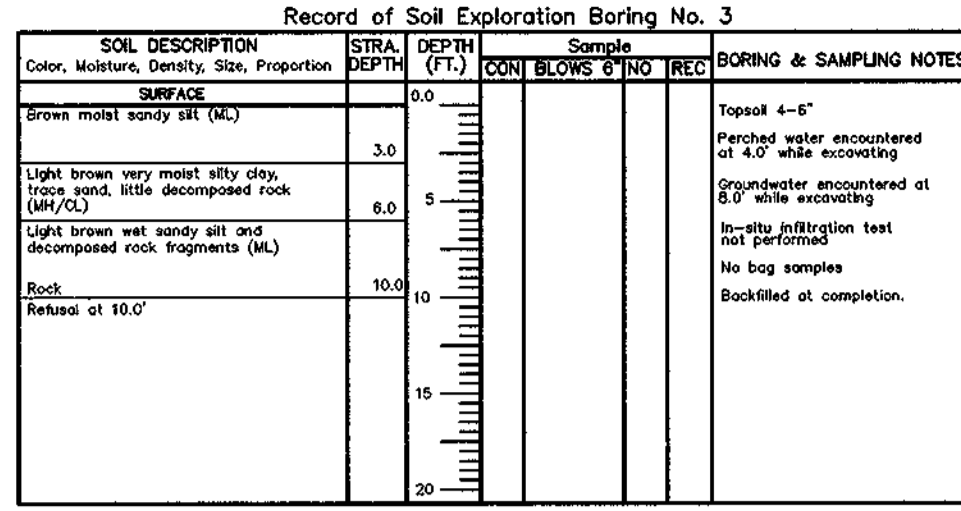 Record of Soil Exploration Boring No. 3
SOIL DESCRIPTION
Color, Moisture, Density, Size, Proportion
STRA. DEPTH
DEPTH (FT.)
Sample
CON BLOWS 6" NO REC
BORING & SAMPLING NOTES
SURFACE
Brown moist sandy silt (ML)
3.0
Light brown very moist silty clay,
trace sand, little decomposed rock
(MH/CL)
6.0
Light brown wet sandy silt and
decomposed rock fragments (ML)
Rock
10.0
Refusal at 10.0'
0.0
5
10
15
20
Topsoil 4-6"
Perched water encountered
at 4.0' while excavating
Groundwater encountered at
8.0' while excavating
In-situ infiltration test
not performed
No bag samples
Backfilled at completion.